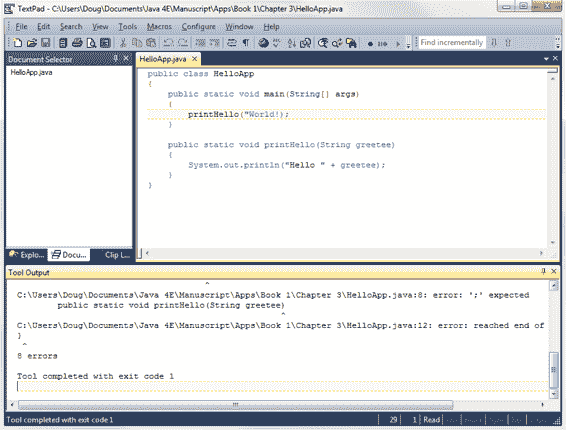 TextPad - C:\Users\Doug\Documents\Java 4E\Manuscript\Apps\Book 1\Chapter 3\HelloApp.java
File Edit Search View Tools Macros Configure Window Help
Find incrementally
Document Selector
HelloApp.java
HelloApp.java
public class HelloApp
{
public static void main(String[] args)
{
printHello("World!);
}
public static void printHello(String greetee)
{
System.out.println("Hello " + greetee);
}
}
Explo... Docu... Clip L...
Tool Output
^
C:\Users\Doug\Documents\Java 4E\Manuscript\Apps\Book 1\Chapter 3\HelloApp.java:8: error: ';' expected
public static void printHello(String greetee)
^
C:\Users\Doug\Documents\Java 4E\Manuscript\Apps\Book 1\Chapter 3\HelloApp.java:12: error: reached end of
}
^
8 errors
Tool completed with exit code 1
Tool completed with exit code 1 29 1 Read